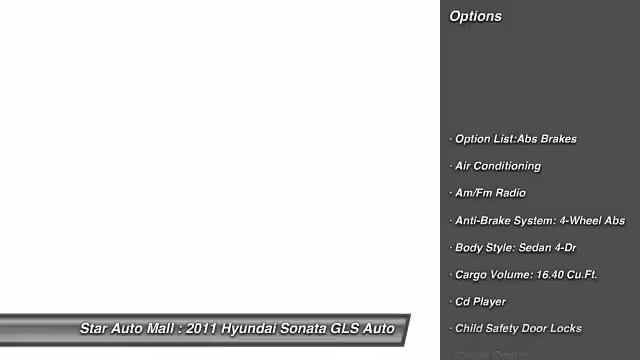 Options
· Option List:Abs Brakes
· Air Conditioning
· Am/Fm Radio
· Anti-Brake System: 4-Wheel Abs
· Body Style: Sedan 4-Dr
· Cargo Volume: 16.40 Cu.Ft.
· Cd Player
· Child Safety Door Locks
Star Auto Mall : 2011 Hyundai Sonata GLS Auto